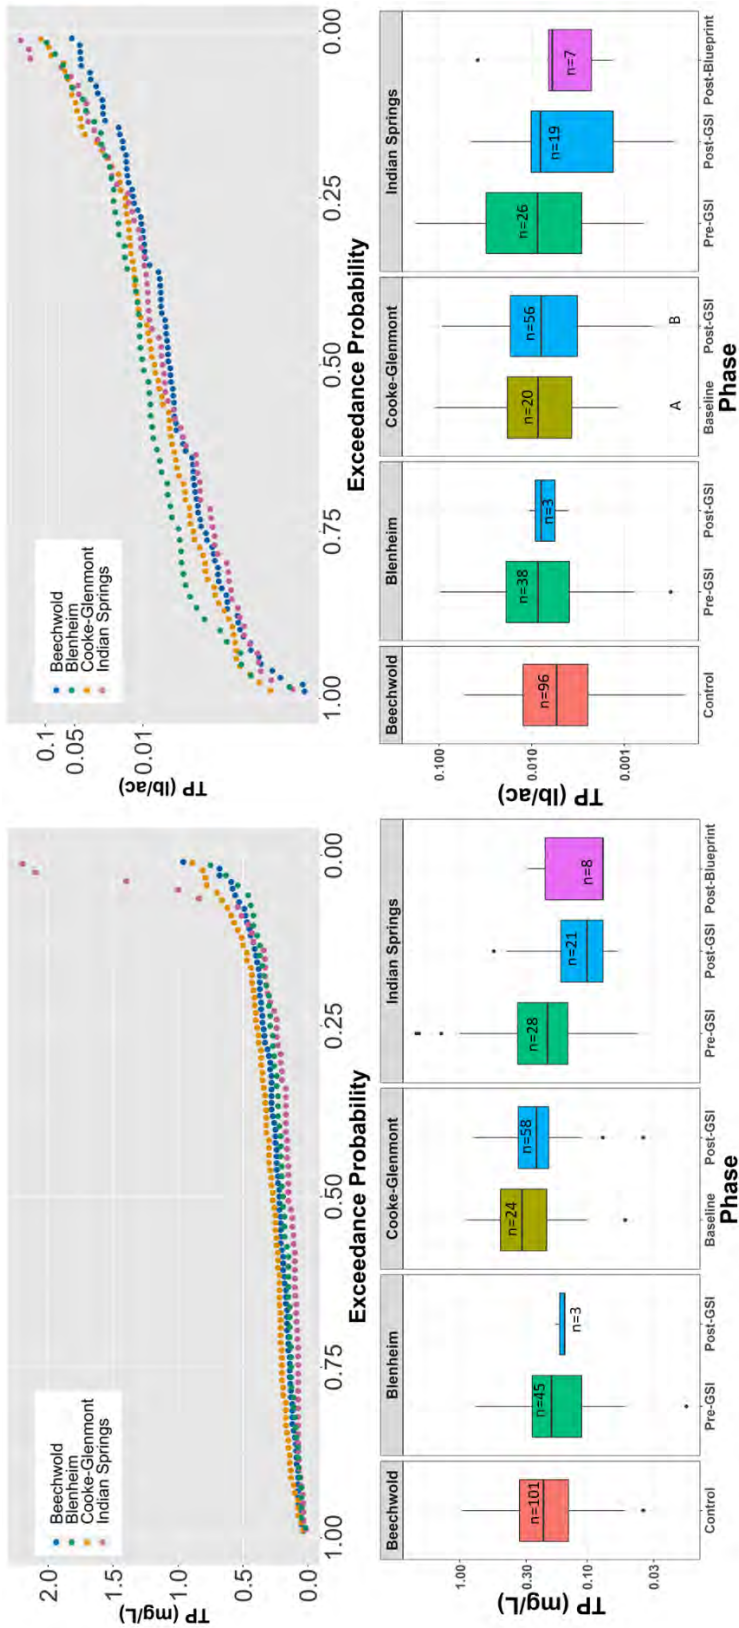 2.0
1.5
1.0
0.5
0.0
TP (mg/L)
Beechwold
Blenheim
Cooke-Glenmont
Indian Springs
1.00
0.75
0.50
0.25
0.00
Exceedance Probability
0.1
0.05
0.01
TP (lb/ac)
Beechwold
Blenheim
Cooke-Glenmont
Indian Springs
1.00
0.75
0.50
0.25
0.00
Exceedance Probability
Beechwold
Blenheim
Cooke-Glenmont
Indian Springs
1.00
0.30
0.10
0.03
TP (mg/L)
n=101
n=45
n=3
n=24
n=58
n=28
n=21
n=8
Control
Pre-GSI
Post-GSI
Baseline
Post-GSI
Pre-GSI
Post-GSI
Post-Blueprint
Phase
Beechwold
Blenheim
Cooke-Glenmont
Indian Springs
0.100
0.010
0.001
TP (lb/ac)
n=96
n=38
n=3
n=20
n=56
n=26
n=19
n=7
A
B
Control
Pre-GSI
Post-GSI
Baseline
Post-GSI
Pre-GSI
Post-GSI
Post-Blueprint
Phase